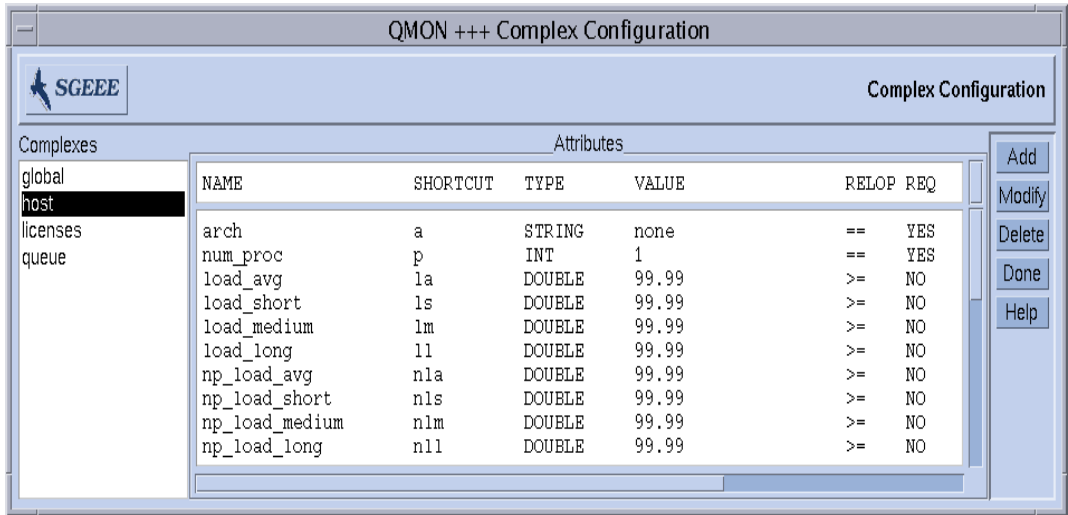 QMON +++ Complex Configuration
SGEEE
Complex Configuration
Complexes
global
host
licenses
queue
Attributes
NAME SHORTCUT TYPE VALUE RELOP REQ
arch a STRING none == YES
num_proc p INT 1 == YES
load_avg la DOUBLE 99.99 >= NO
load_short ls DOUBLE 99.99 >= NO
load_medium lm DOUBLE 99.99 >= NO
load_long ll DOUBLE 99.99 >= NO
np_load_avg nla DOUBLE 99.99 >= NO
np_load_short nls DOUBLE 99.99 >= NO
np_load_medium nlm DOUBLE 99.99 >= NO
np_load_long nll DOUBLE 99.99 >= NO
Add
Modify
Delete
Done
Help